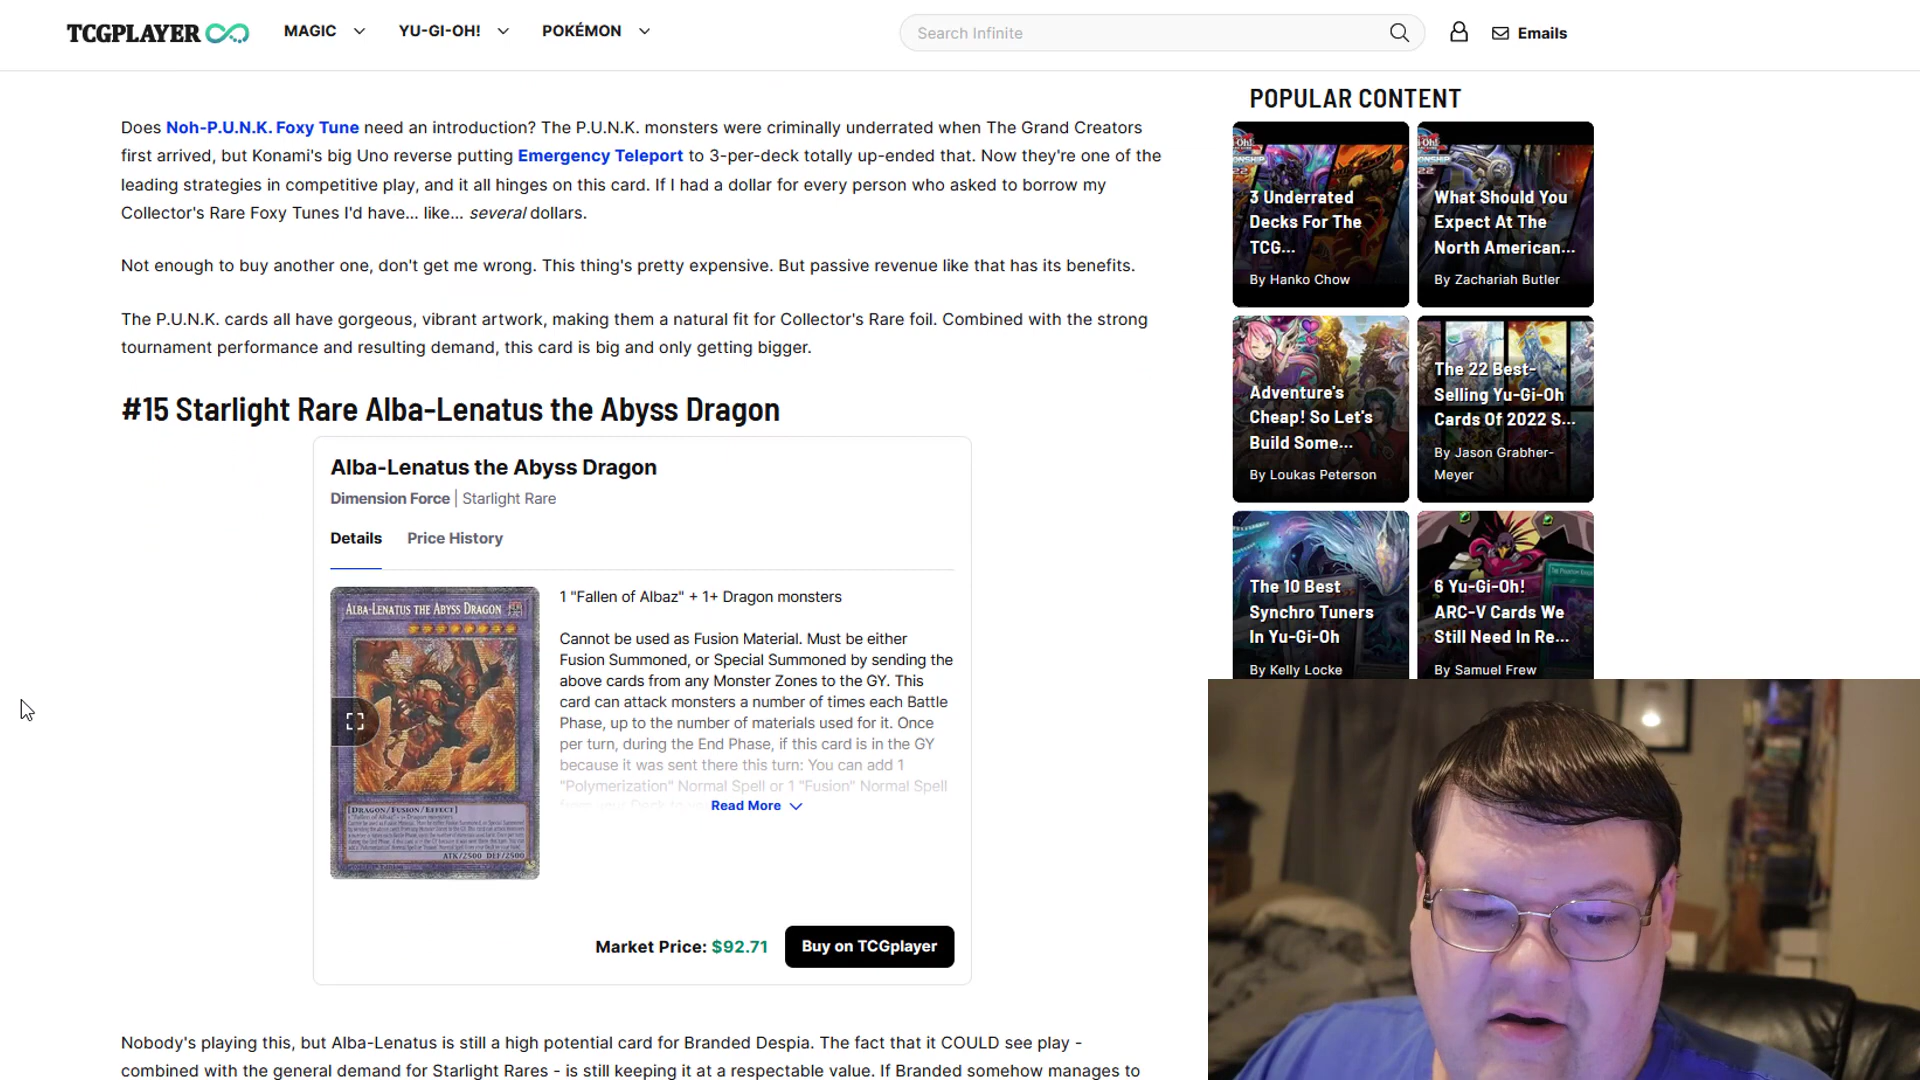 TCGPLAYER
MAGIC
YU-GI-OH!
POKÉMON
Search Infinite
Emails
Does Noh-P.U.N.K. Foxy Tune need an introduction? The P.U.N.K. monsters were criminally underrated when The Grand Creators
first arrived, but Konami's big Uno reverse putting Emergency Teleport to 3-per-deck totally up-ended that. Now they're one of the
leading strategies in competitive play, and it all hinges on this card. If I had a dollar for every person who asked to borrow my
Collector's Rare Foxy Tunes I'd have... like... several dollars.
Not enough to buy another one, don't get me wrong. This thing's pretty expensive. But passive revenue like that has its benefits.
The P.U.N.K. cards all have gorgeous, vibrant artwork, making them a natural fit for Collector's Rare foil. Combined with the strong
tournament performance and resulting demand, this card is big and only getting bigger.
#15 Starlight Rare Alba-Lenatus the Abyss Dragon
Alba-Lenatus the Abyss Dragon
Dimension Force | Starlight Rare
Details
Price History
ALBA-LENATUS THE ABYSS DRAGON
[DRAGON/FUSION/EFFECT]
ATK/2500 DEF/2500
1 "Fallen of Albaz" + 1+ Dragon monsters
Cannot be used as Fusion Material. Must be either
Fusion Summoned, or Special Summoned by sending the
above cards from any Monster Zones to the GY. This
card can attack monsters a number of times each Battle
Phase, up to the number of materials used for it. Once
per turn, during the End Phase, if this card is in the GY
because it was sent there this turn: You can add 1
"Polymerization" Normal Spell or 1 "Fusion" Normal Spell
Read More
Market Price: $92.71
Buy on TCGplayer
Nobody's playing this, but Alba-Lenatus is still a high potential card for Branded Despia. The fact that it COULD see play -
combined with the general demand for Starlight Rares - is still keeping it at a respectable value. If Branded somehow manages to
POPULAR CONTENT
3 Underrated
Decks For The
TCG...
By Hanko Chow
What Should You
Expect At The
North American...
By Zachariah Butler
Adventure's
Cheap! So Let's
Build Some...
By Loukas Peterson
The 22 Best-
Selling Yu-Gi-Oh
Cards Of 2022 S...
By Jason Grabher-
Meyer
The 10 Best
Synchro Tuners
In Yu-Gi-Oh
By Kelly Locke
6 Yu-Gi-Oh!
ARC-V Cards We
Still Need In Re...
By Samuel Frew